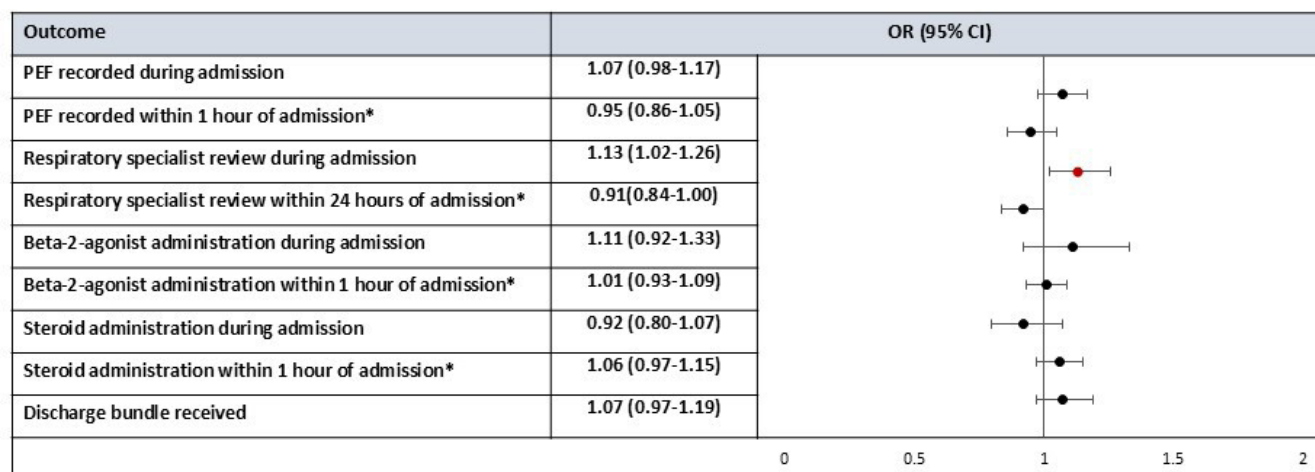 Outcome OR (95% CI)
PEF recorded during admission 1.07 (0.98-1.17)
PEF recorded within 1 hour of admission* 0.95 (0.86-1.05)
Respiratory specialist review during admission 1.13 (1.02-1.26)
Respiratory specialist review within 24 hours of admission* 0.91(0.84-1.00)
Beta-2-agonist administration during admission 1.11 (0.92-1.33)
Beta-2-agonist administration within 1 hour of admission* 1.01 (0.93-1.09)
Steroid administration during admission 0.92 (0.80-1.07)
Steroid administration within 1 hour of admission* 1.06 (0.97-1.15)
Discharge bundle received 1.07 (0.97-1.19)
0 0.5 1 1.5 2